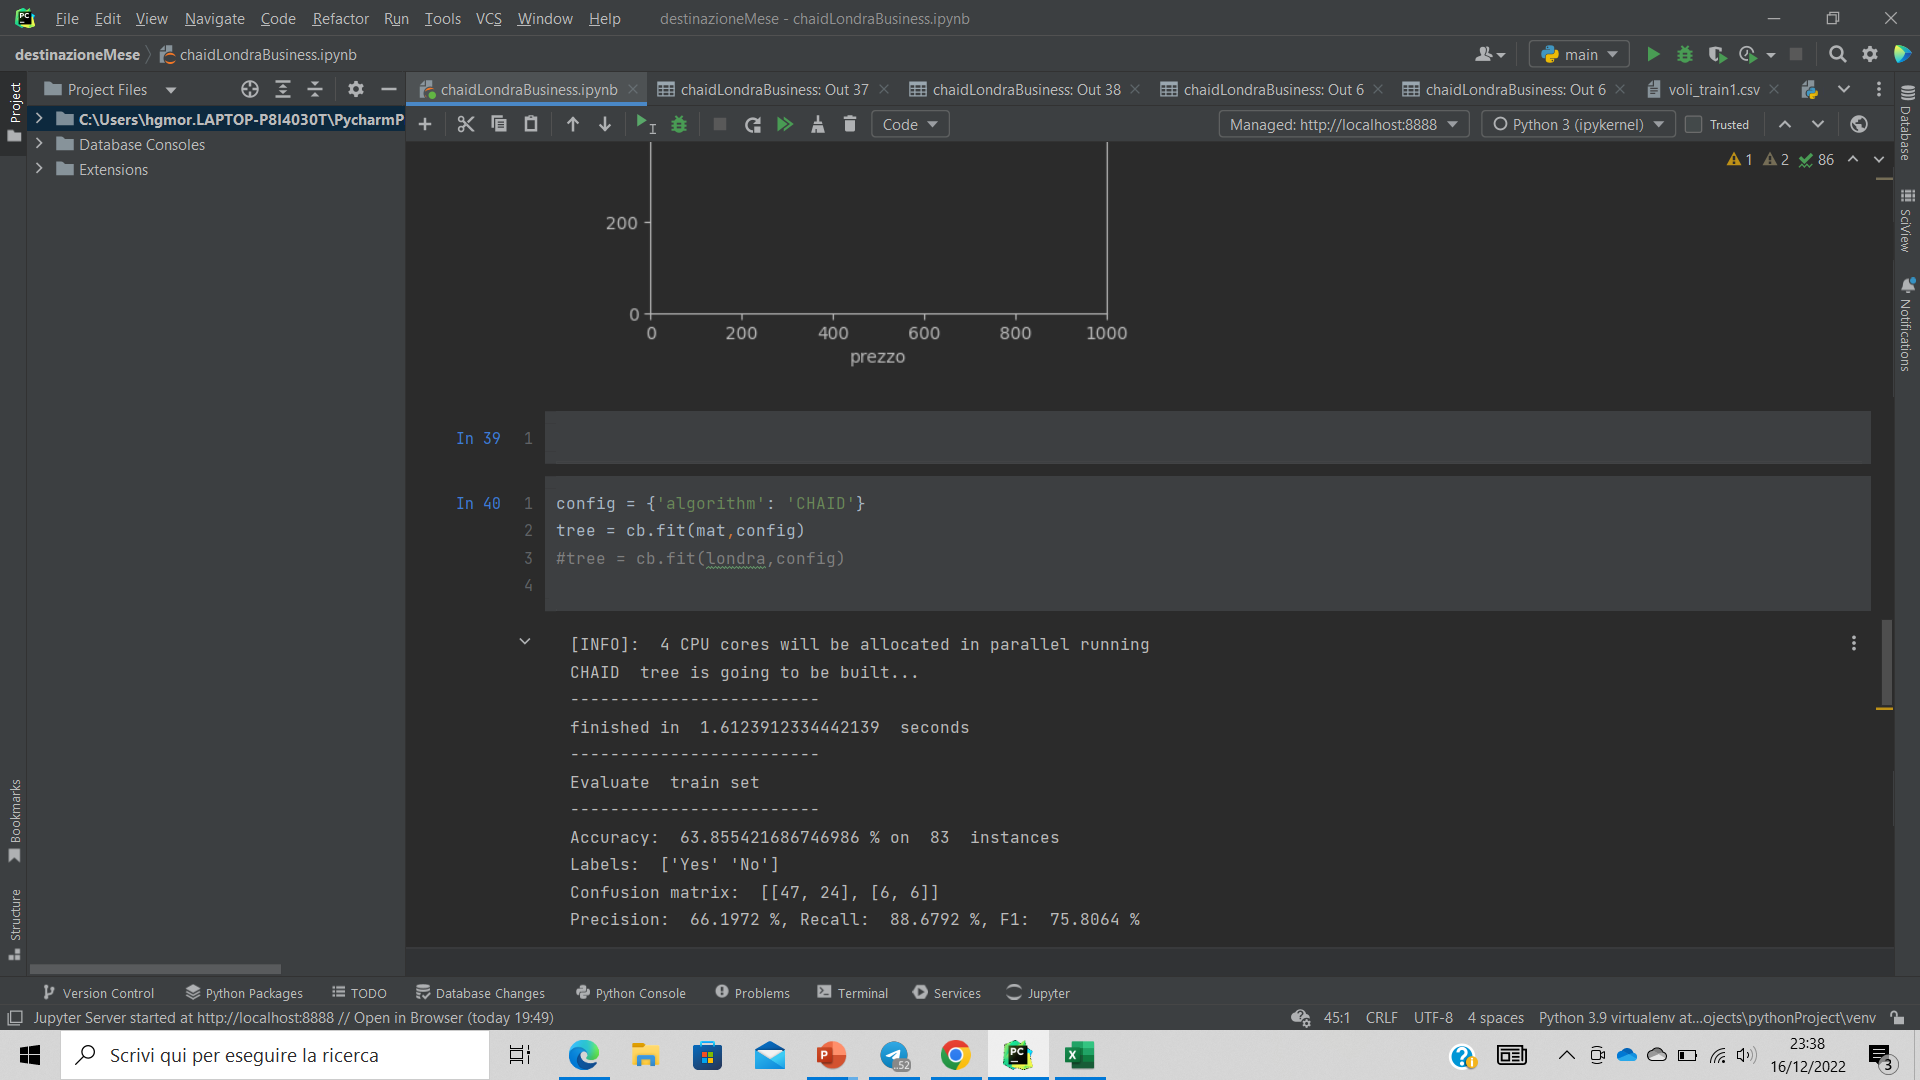 File Edit View Navigate Code Refactor Run Tools VCS Window Help destinazioneMese - chaidLondraBusiness.ipynb
destinazioneMese chaidLondraBusiness.ipynb main
Project Files
chaidLondraBusiness.ipynb chaidLondraBusiness: Out 37 chaidLondraBusiness: Out 38 chaidLondraBusiness: Out 6 chaidLondraBusiness: Out 6 voli_train1.csv
Code Managed: http://localhost:8888 Python 3 (ipykernel) Trusted
Project
C:\Users\hgmor.LAPTOP-P8I4030T\PycharmP
Database Consoles
Extensions
1 2 86
Database
SciView
Notifications
200
0
0 200 400 600 800 1000
prezzo
In 39 1
In 40 1 config = {'algorithm': 'CHAID'}
2 tree = cb.fit(mat,config)
3 #tree = cb.fit(londra,config)
4
[INFO]: 4 CPU cores will be allocated in parallel running
CHAID tree is going to be built...
-------------------------
finished in 1.6123912334442139 seconds
-------------------------
Evaluate train set
-------------------------
Accuracy: 63.855421686746986 % on 83 instances
Labels: ['Yes' 'No']
Confusion matrix: [[47, 24], [6, 6]]
Precision: 66.1972 %, Recall: 88.6792 %, F1: 75.8064 %
Bookmarks
Structure
Version Control Python Packages TODO Database Changes Python Console Problems Terminal Services Jupyter
Jupyter Server started at http://localhost:8888 // Open in Browser (today 19:49) 45:1 CRLF UTF-8 4 spaces Python 3.9 virtualenv at...ojects\pythonProject\venv
Scrivi qui per eseguire la ricerca
52
23:38
16/12/2022
3